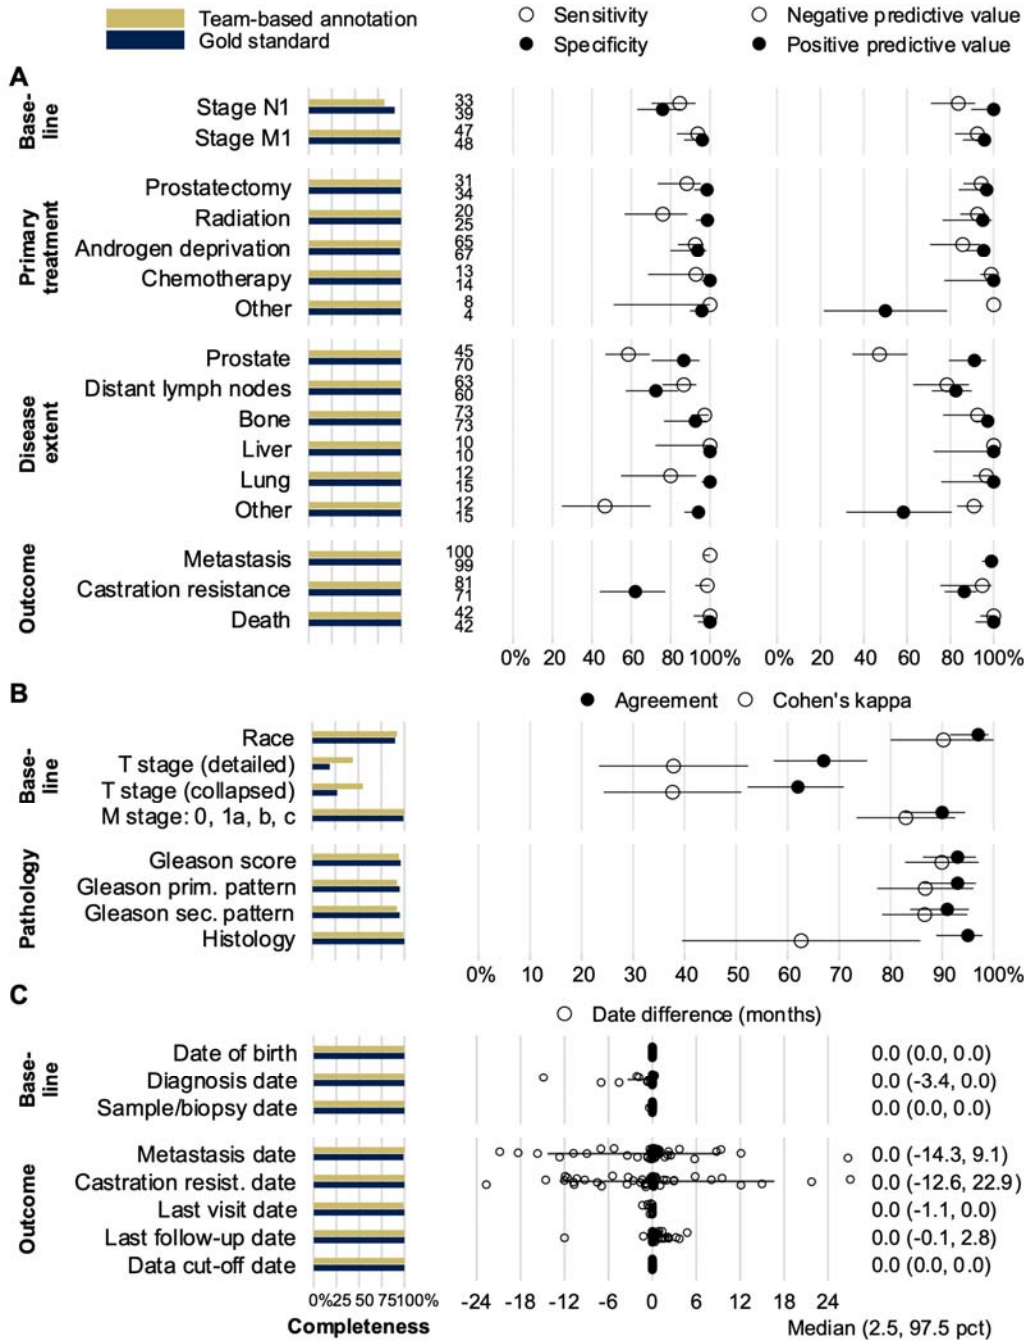 Team-based annotation
Gold standard
Sensitivity
Specificity
Negative predictive value
Positive predictive value
A
Base-
line
Stage N1 33 39
Stage M1 47 48
Primary
treatment
Prostatectomy 31 34
Radiation 20 25
Androgen deprivation 65 67
Chemotherapy 13 14
Other 8 4
Disease
extent
Prostate 45 70
Distant lymph nodes 63 60
Bone 73 73
Liver 10 10
Lung 12 15
Other 12 15
Outcome
Metastasis 100 99
Castration resistance 81 71
Death 42 42
0% 20 40 60 80 100% 0% 20 60 80 100%
B
Agreement Cohen's kappa
Base-
line
Race
T stage (detailed)
T stage (collapsed)
M stage: 0, 1a, b, c
Pathology
Gleason score
Gleason prim. pattern
Gleason sec. pattern
Histology
0% 10 20 30 40 50 60 70 80 90 100%
C
Date difference (months)
Base-
line
Date of birth 0.0 (0.0, 0.0)
Diagnosis date 0.0 (-3.4, 0.0)
Sample/biopsy date 0.0 (0.0, 0.0)
Outcome
Metastasis date 0.0 (-14.3, 9.1)
Castration resist. date 0.0 (-12.6, 22.9)
Last visit date 0.0 (-1.1, 0.0)
Last follow-up date 0.0 (-0.1, 2.8)
Data cut-off date 0.0 (0.0, 0.0)
0% 25 50 75 100% -24 -18 -12 -6 0 6 12 18 24
Completeness Median (2.5, 97.5 pct)